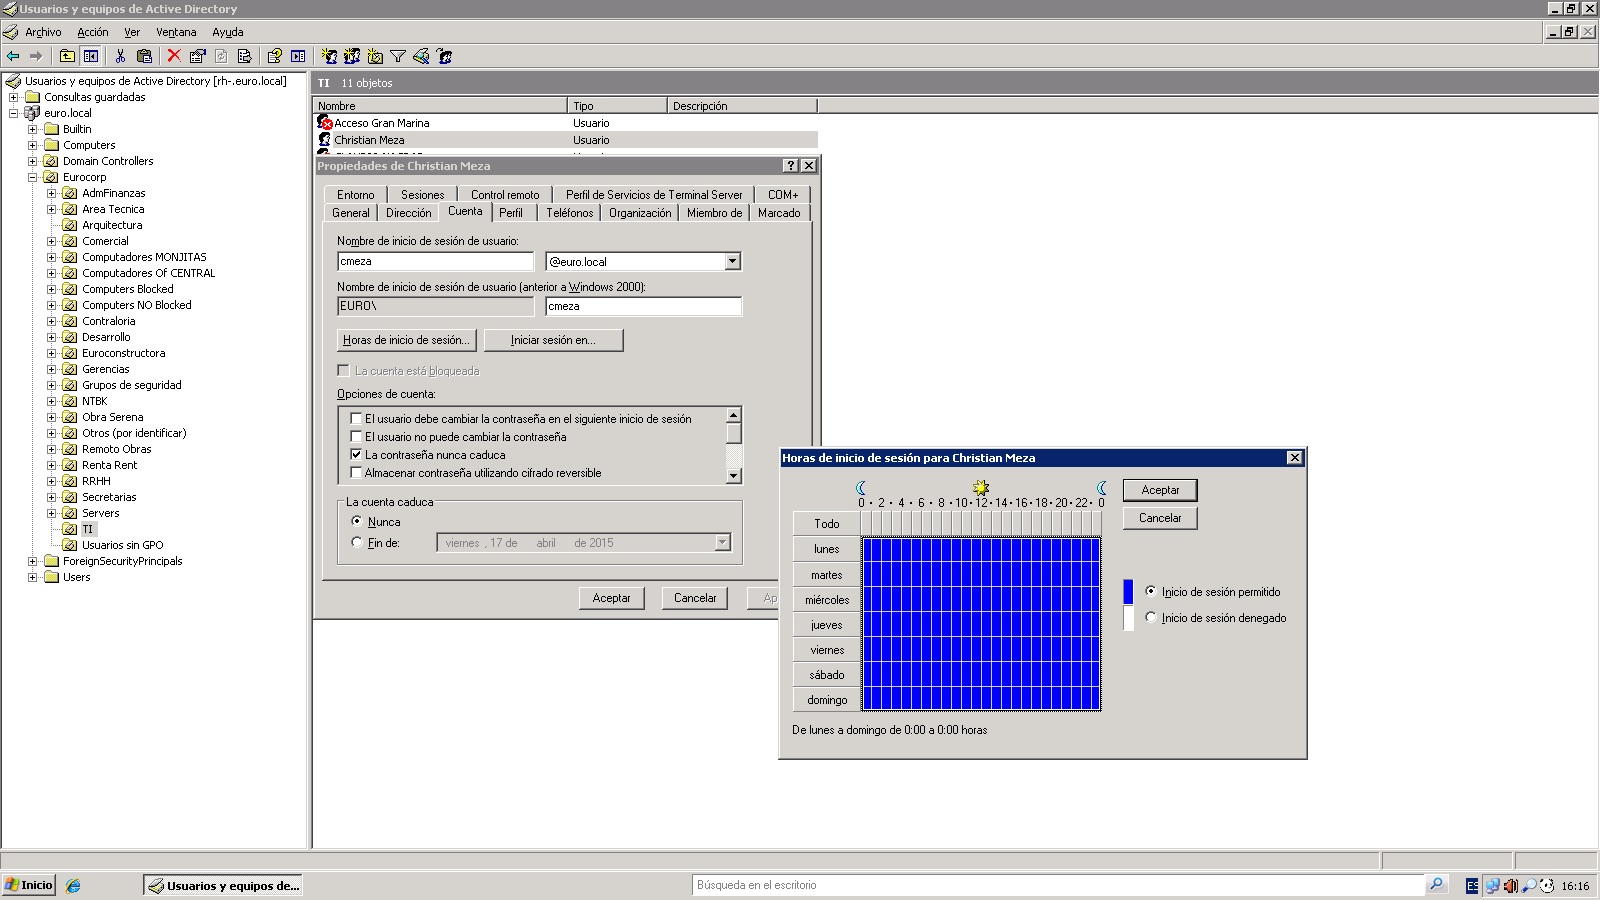 Usuarios y equipos de Active Directory
Archivo Acción Ver Ventana Ayuda
Usuarios y equipos de Active Directory [rh-.euro.local]
Consultas guardadas
euro.local
Builtin
Computers
Domain Controllers
Eurocorp
AdmFinanzas
Area Tecnica
Arquitectura
Comercial
Computadores MONJITAS
Computadores Of CENTRAL
Computers Blocked
Computers NO Blocked
Contraloria
Desarrollo
Euroconstructora
Gerencias
Grupos de seguridad
NTBK
Obra Serena
Otros (por identificar)
Remoto Obras
Renta Rent
RRHH
Secretarias
Servers
TI
Usuarios sin GPO
ForeignSecurityPrincipals
Users
TI 11 objetos
Nombre Tipo Descripción
Acceso Gran Marina Usuario
Christian Meza Usuario
Propiedades de Christian Meza
Entorno Sesiones Control remoto Perfil de Servicios de Terminal Server COM+
General Dirección Cuenta Perfil Teléfonos Organización Miembro de Marcado
Nombre de inicio de sesión de usuario:
cmeza @euro.local
Nombre de inicio de sesión de usuario (anterior a Windows 2000):
EURO\ cmeza
Horas de inicio de sesión... Iniciar sesión en...
La cuenta está bloqueada
Opciones de cuenta:
El usuario debe cambiar la contraseña en el siguiente inicio de sesión
El usuario no puede cambiar la contraseña
La contraseña nunca caduca
Almacenar contraseña utilizando cifrado reversible
La cuenta caduca
Nunca
Fin de: viernes , 17 de abril de 2015
Aceptar Cancelar Ap
Horas de inicio de sesión para Christian Meza
0 · 2 · 4 · 6 · 8 · 10 · 12 · 14 · 16 · 18 · 20 · 22 · 0
Todo
lunes
martes
miércoles
jueves
viernes
sábado
domingo
Aceptar
Cancelar
Inicio de sesión permitido
Inicio de sesión denegado
De lunes a domingo de 0:00 a 0:00 horas
Inicio Usuarios y equipos de... Búsqueda en el escritorio ES 16:16